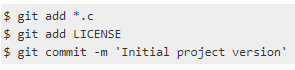 $ git add *.c
$ git add LICENSE
$ git commit -m 'Initial project version'